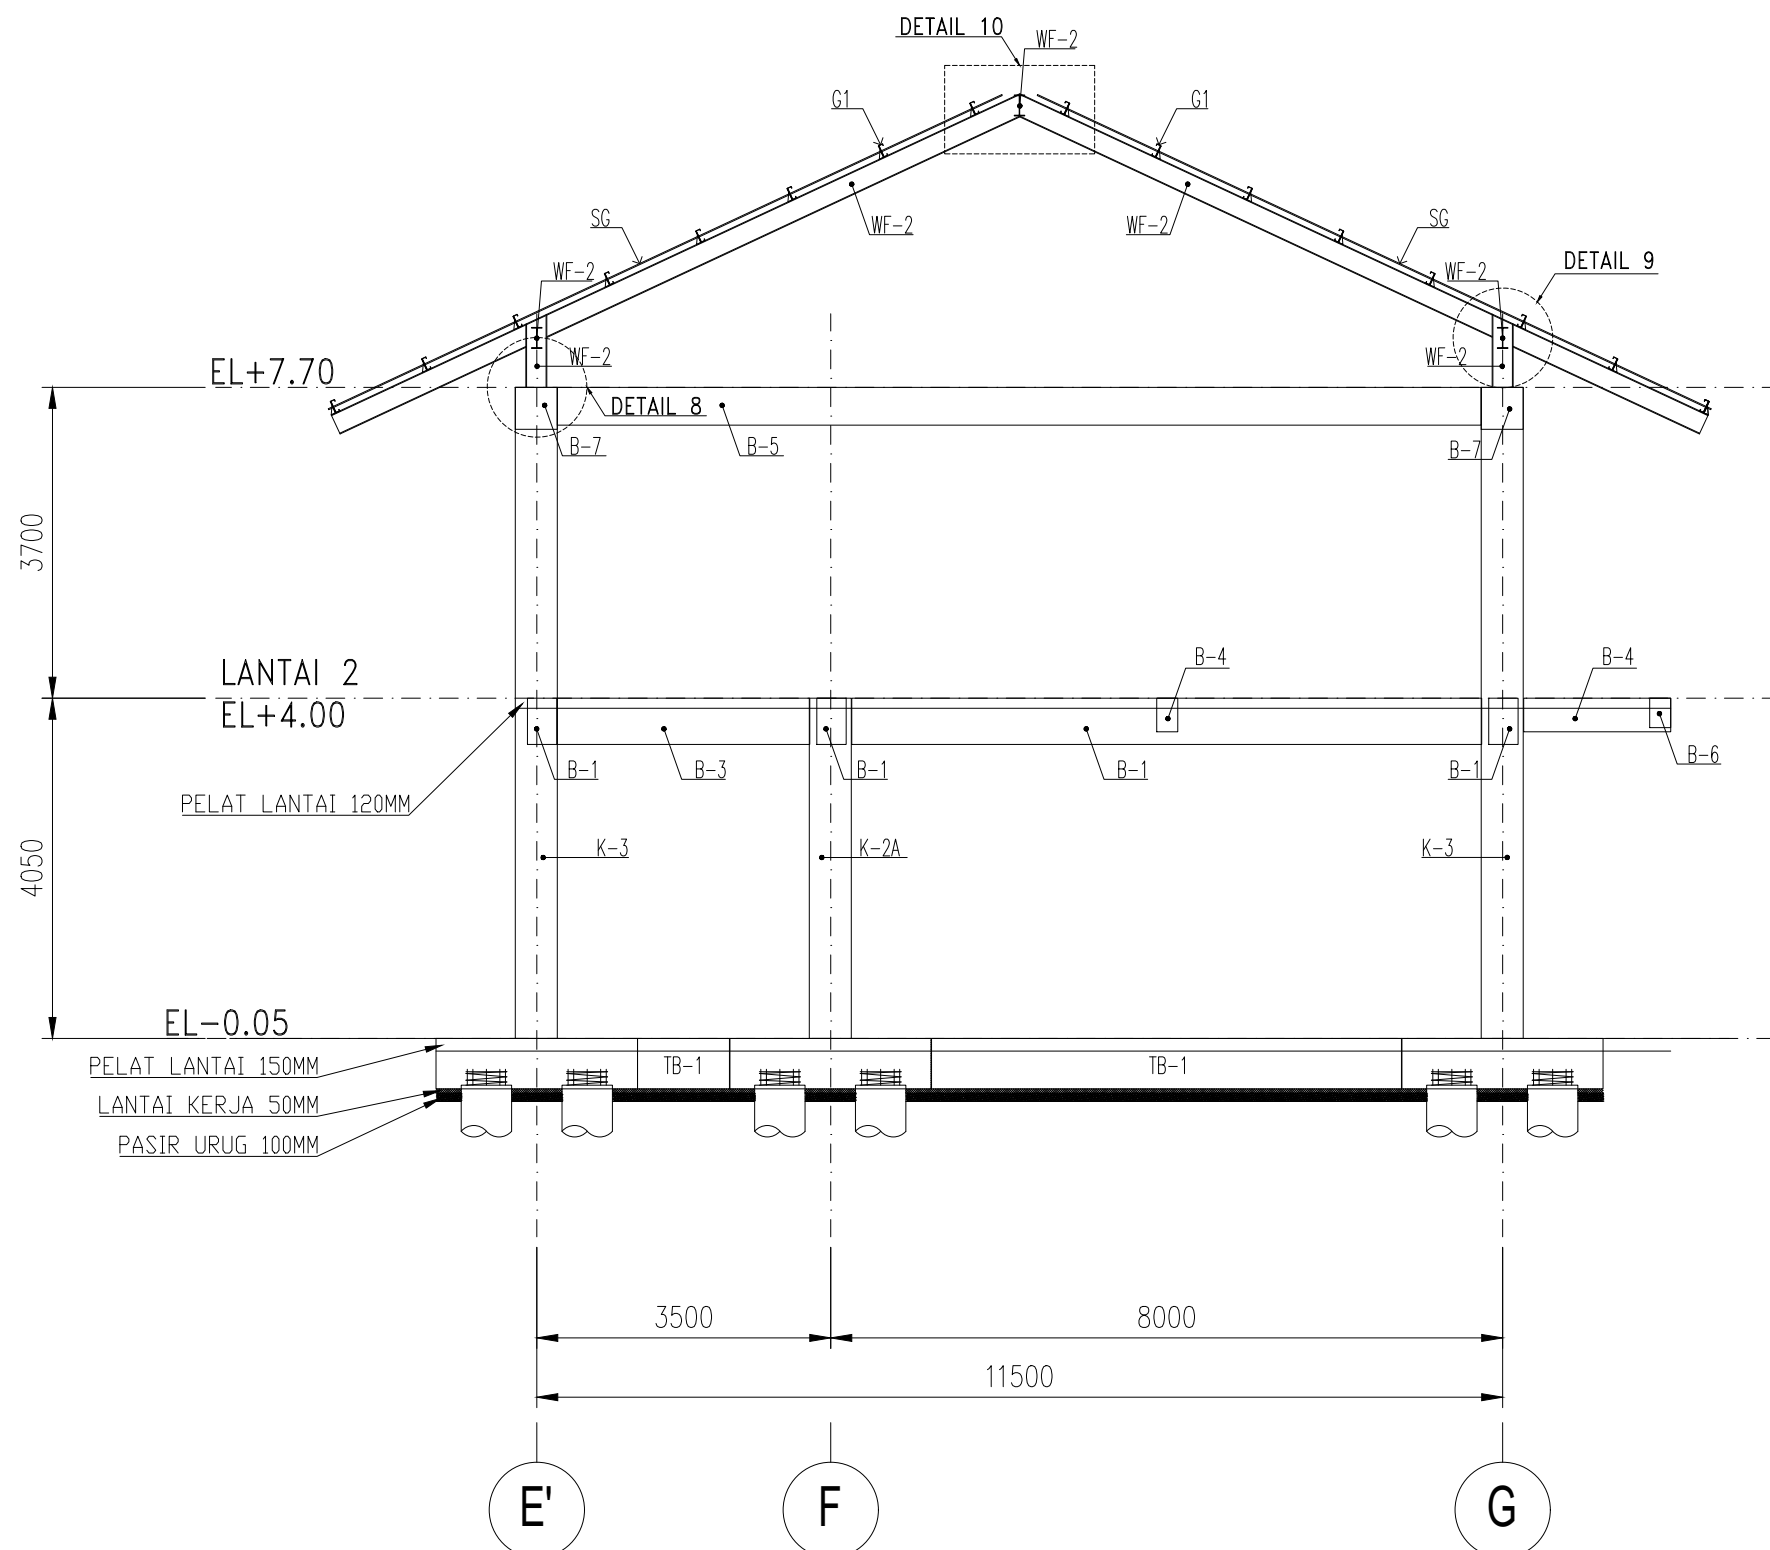 DETAIL 10
WF-2
G1
G1
SG
WF-2
WF-2
SG
WF-2
WF-2
DETAIL 9
EL+7.70
WF-2
WF-2
DETAIL 8
B-7
B-5
B-7
3700
LANTAI 2
EL+4.00
B-4
B-4
B-1
B-3
B-1
B-1
B-1
B-6
PELAT LANTAI 120MM
4050
K-3
K-2A
K-3
EL-0.05
PELAT LANTAI 150MM
TB-1
TB-1
LANTAI KERJA 50MM
PASIR URUG 100MM
3500
8000
11500
E'
F
G